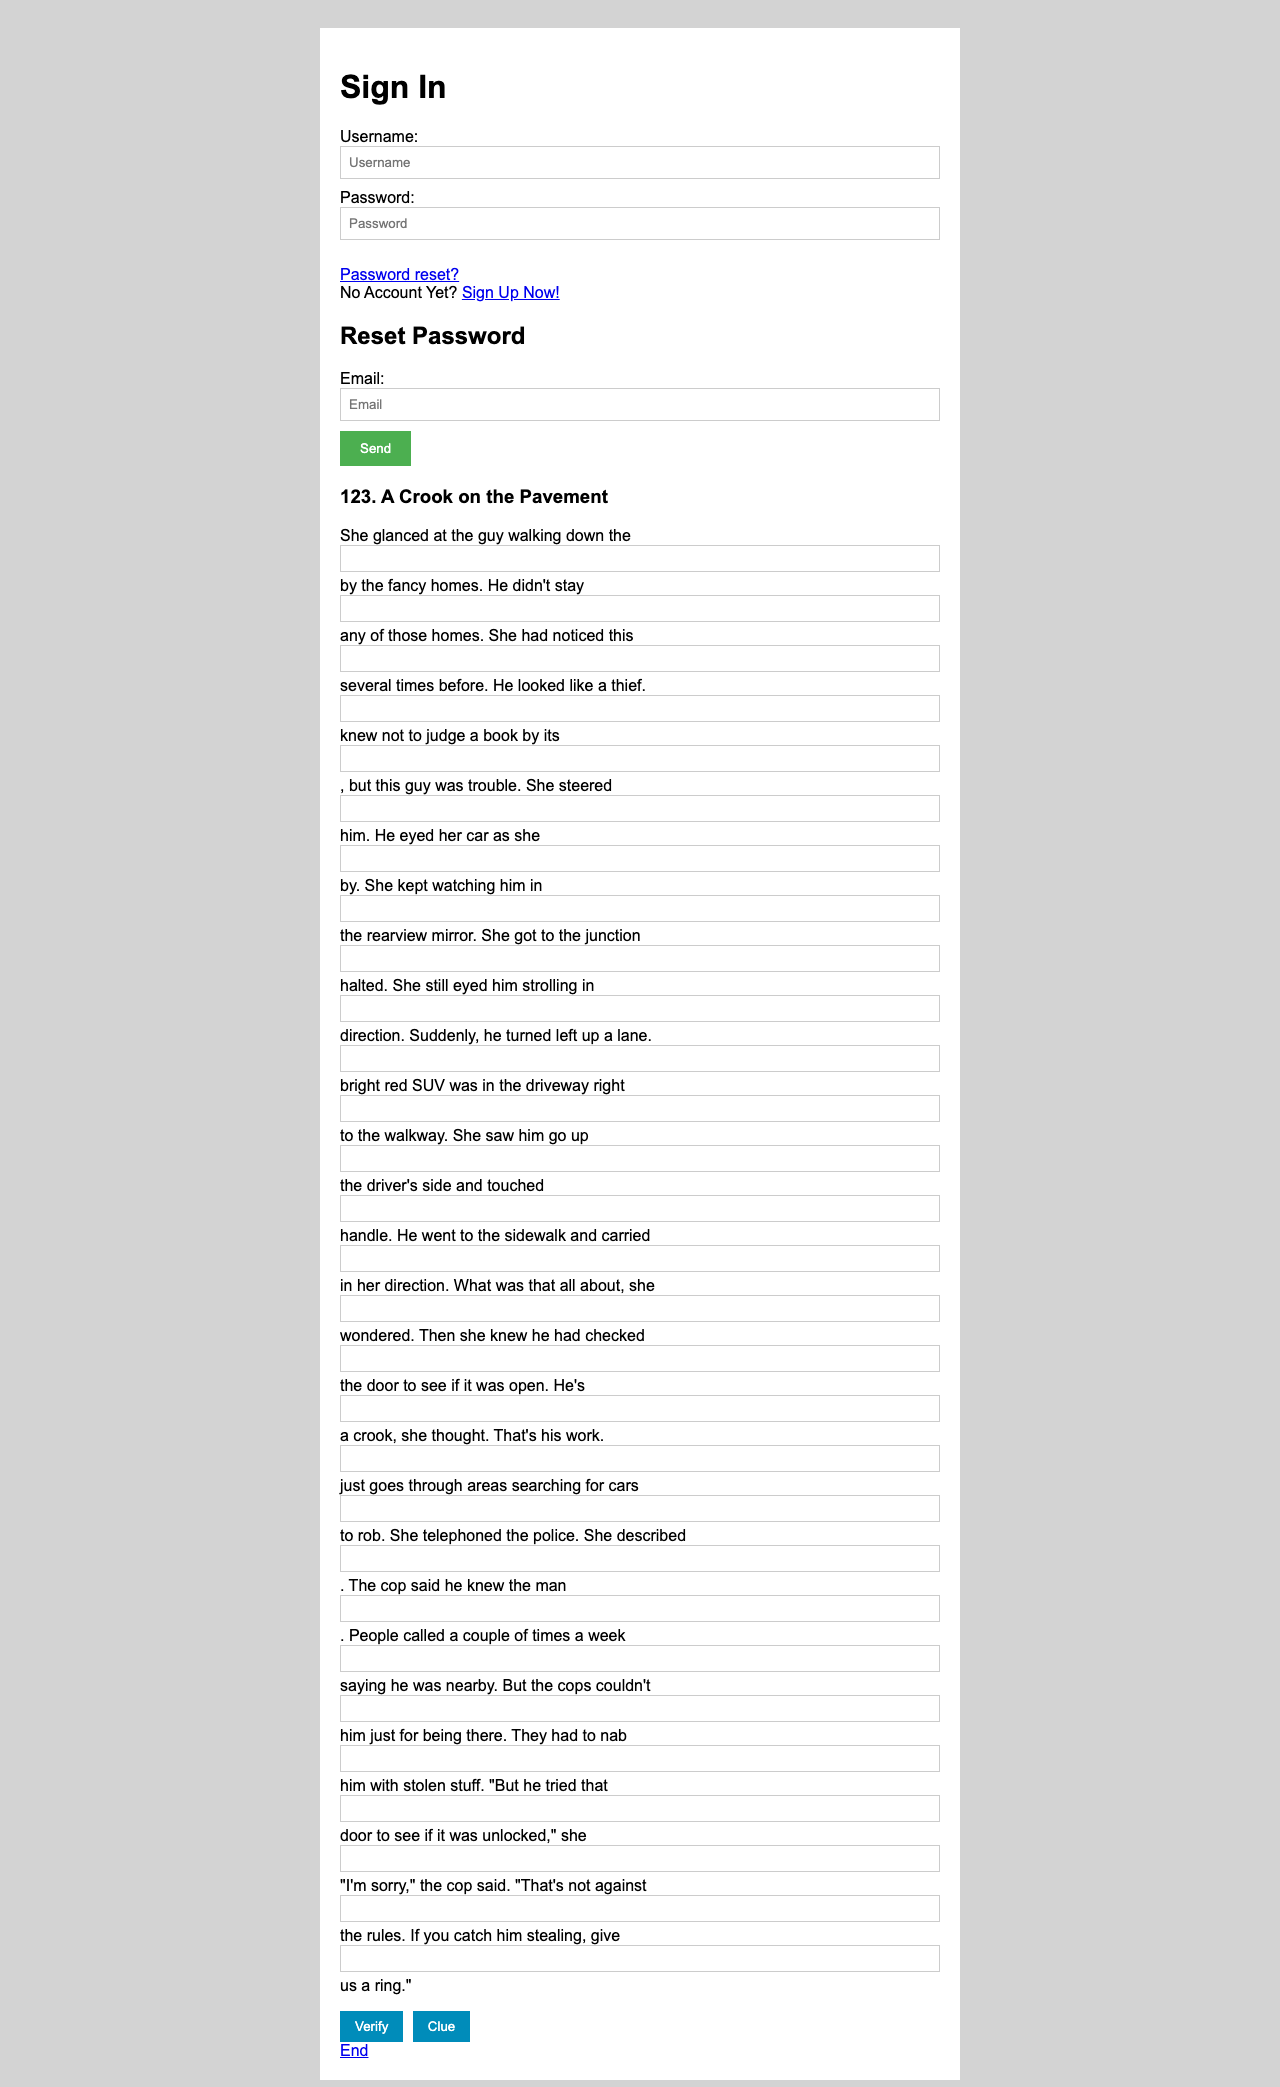 Sign In
Username:
Username
Password:
Password
Password reset?
No Account Yet? Sign Up Now!
Reset Password
Email:
Email
Send
123. A Crook on the Pavement
She glanced at the guy walking down the
by the fancy homes. He didn't stay
any of those homes. She had noticed this
several times before. He looked like a thief.
knew not to judge a book by its
, but this guy was trouble. She steered
him. He eyed her car as she
by. She kept watching him in
the rearview mirror. She got to the junction
halted. She still eyed him strolling in
direction. Suddenly, he turned left up a lane.
bright red SUV was in the driveway right
to the walkway. She saw him go up
the driver's side and touched
handle. He went to the sidewalk and carried
in her direction. What was that all about, she
wondered. Then she knew he had checked
the door to see if it was open. He's
a crook, she thought. That's his work.
just goes through areas searching for cars
to rob. She telephoned the police. She described
. The cop said he knew the man
. People called a couple of times a week
saying he was nearby. But the cops couldn't
him just for being there. They had to nab
him with stolen stuff. "But he tried that
door to see if it was unlocked," she
"I'm sorry," the cop said. "That's not against
the rules. If you catch him stealing, give
us a ring."
Verify Clue
End